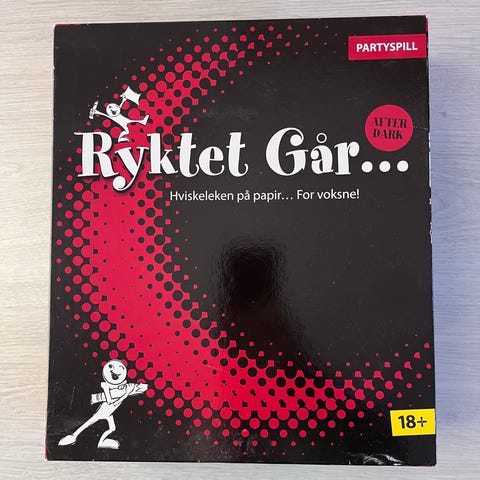 PARTYSPILL
AFTER
DARK
Ryktet Går...
Hviskeleken på papir... For voksne!
18+